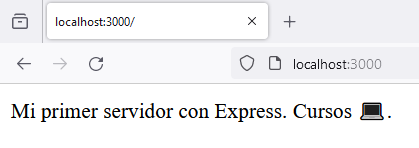 localhost:3000/
localhost:3000
Mi primer servidor con Express. Cursos 💻.